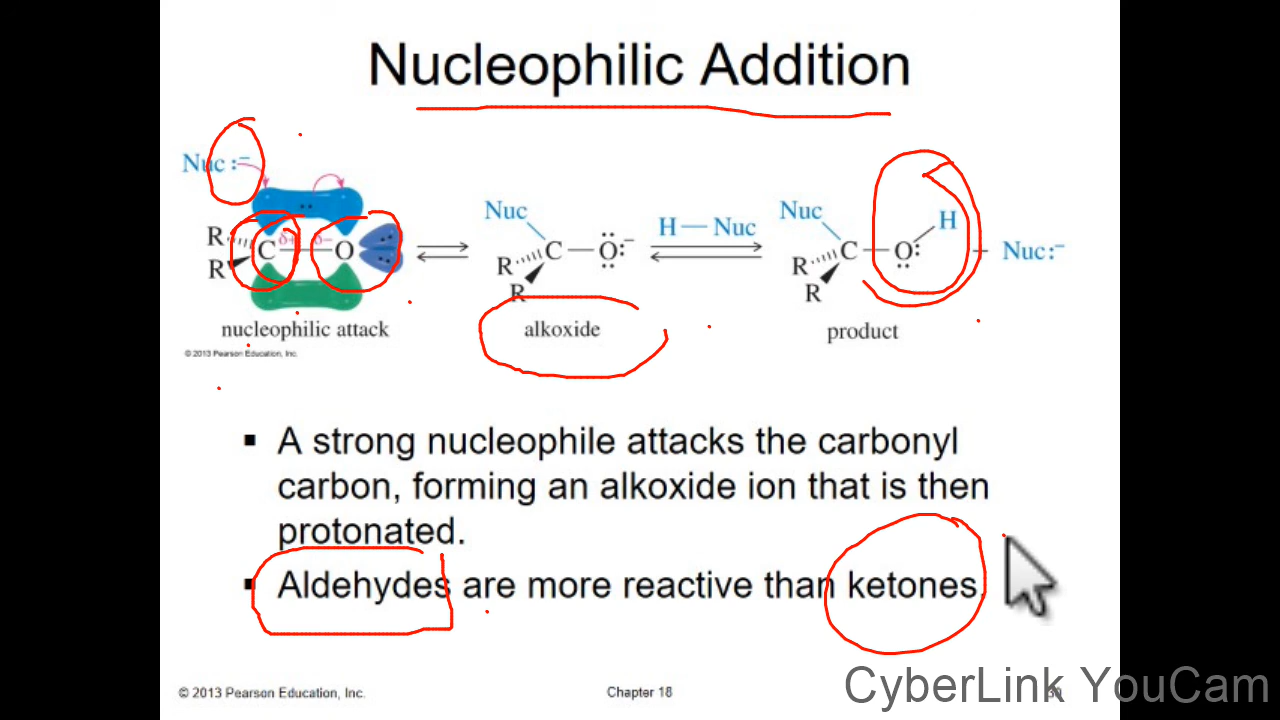 Nucleophilic Addition
Nuc:⁻
R
R
C
δ+
δ−
O
Nuc
R
R
C
O:⁻
H—Nuc
Nuc
R
R
C
O:
H
+ Nuc:⁻
nucleophilic attack
alkoxide
product
© 2013 Pearson Education, Inc.
▪ A strong nucleophile attacks the carbonyl
carbon, forming an alkoxide ion that is then
protonated.
▪ Aldehydes are more reactive than ketones.
© 2013 Pearson Education, Inc.
Chapter 18
CyberLink YouCam